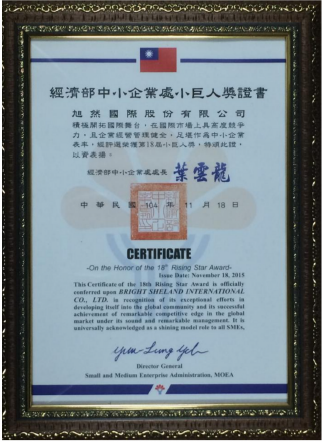 經濟部中小企業處小巨人獎證書
旭然國際股份有限公司
積極開拓國際舞台，在國際市場上具高度競爭
力，且企業經營管理健全，足堪作為中小企業
表率，經評選榮獲第18屆小巨人獎，特頒此證，
以資表揚。
經濟部中小企業處處長 葉雲龍
中華民國 104 年 11 月 18 日
CERTIFICATE
-On the Honor of the 18th Rising Star Award-
Issue Date: November 18, 2015
This Certificate of the 18th Rising Star Award is officially
conferred upon BRIGHT SHELAND INTERNATIONAL
CO., LTD. in recognition of its exceptional efforts in
developing itself into the global community and its successful
achievement of remarkable competitive edge in the global
market under its sound and remarkable management. It
universally acknowledged as a shining model role in all SMEs,
Yun-Lung Yeh
Director General
Small and Medium Enterprise Administration, MOEA